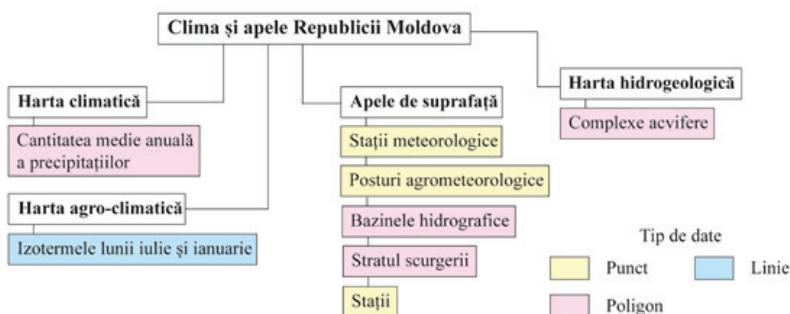 Clima și apele Republicii Moldova
Harta climatică
Cantitatea medie anuală
a precipitațiilor
Harta agro-climatică
Izotermele lunii iulie și ianuarie
Apele de suprafață
Stații meteorologice
Posturi agrometeorologice
Bazinele hidrografice
Stratul scurgerii
Stații
Harta hidrogeologică
Complexe acvifere
Tip de date
Punct
Linie
Poligon